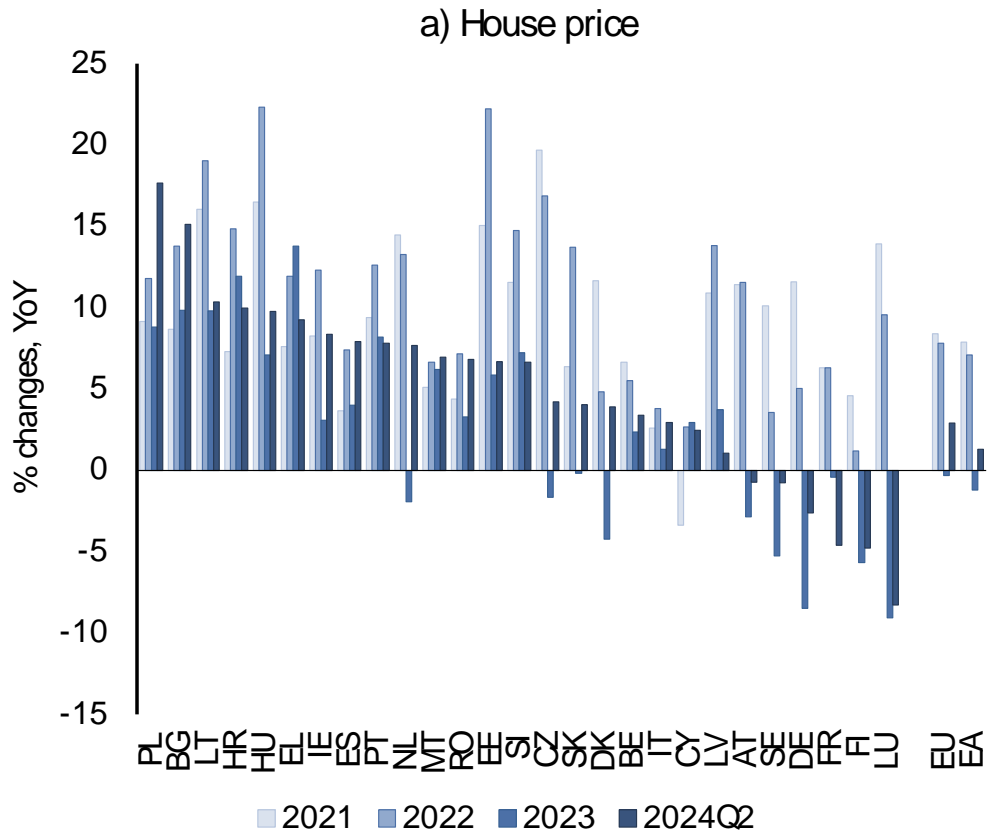 a) House price
% changes, YoY
25
20
15
10
5
0
-5
-10
-15
PL
BG
LT
HR
HU
EL
IE
ES
PT
NL
MT
RO
EE
SI
CZ
SK
DK
BE
IT
CY
LV
AT
SE
DE
FR
FI
LU
EU
EA
2021 2022 2023 2024Q2